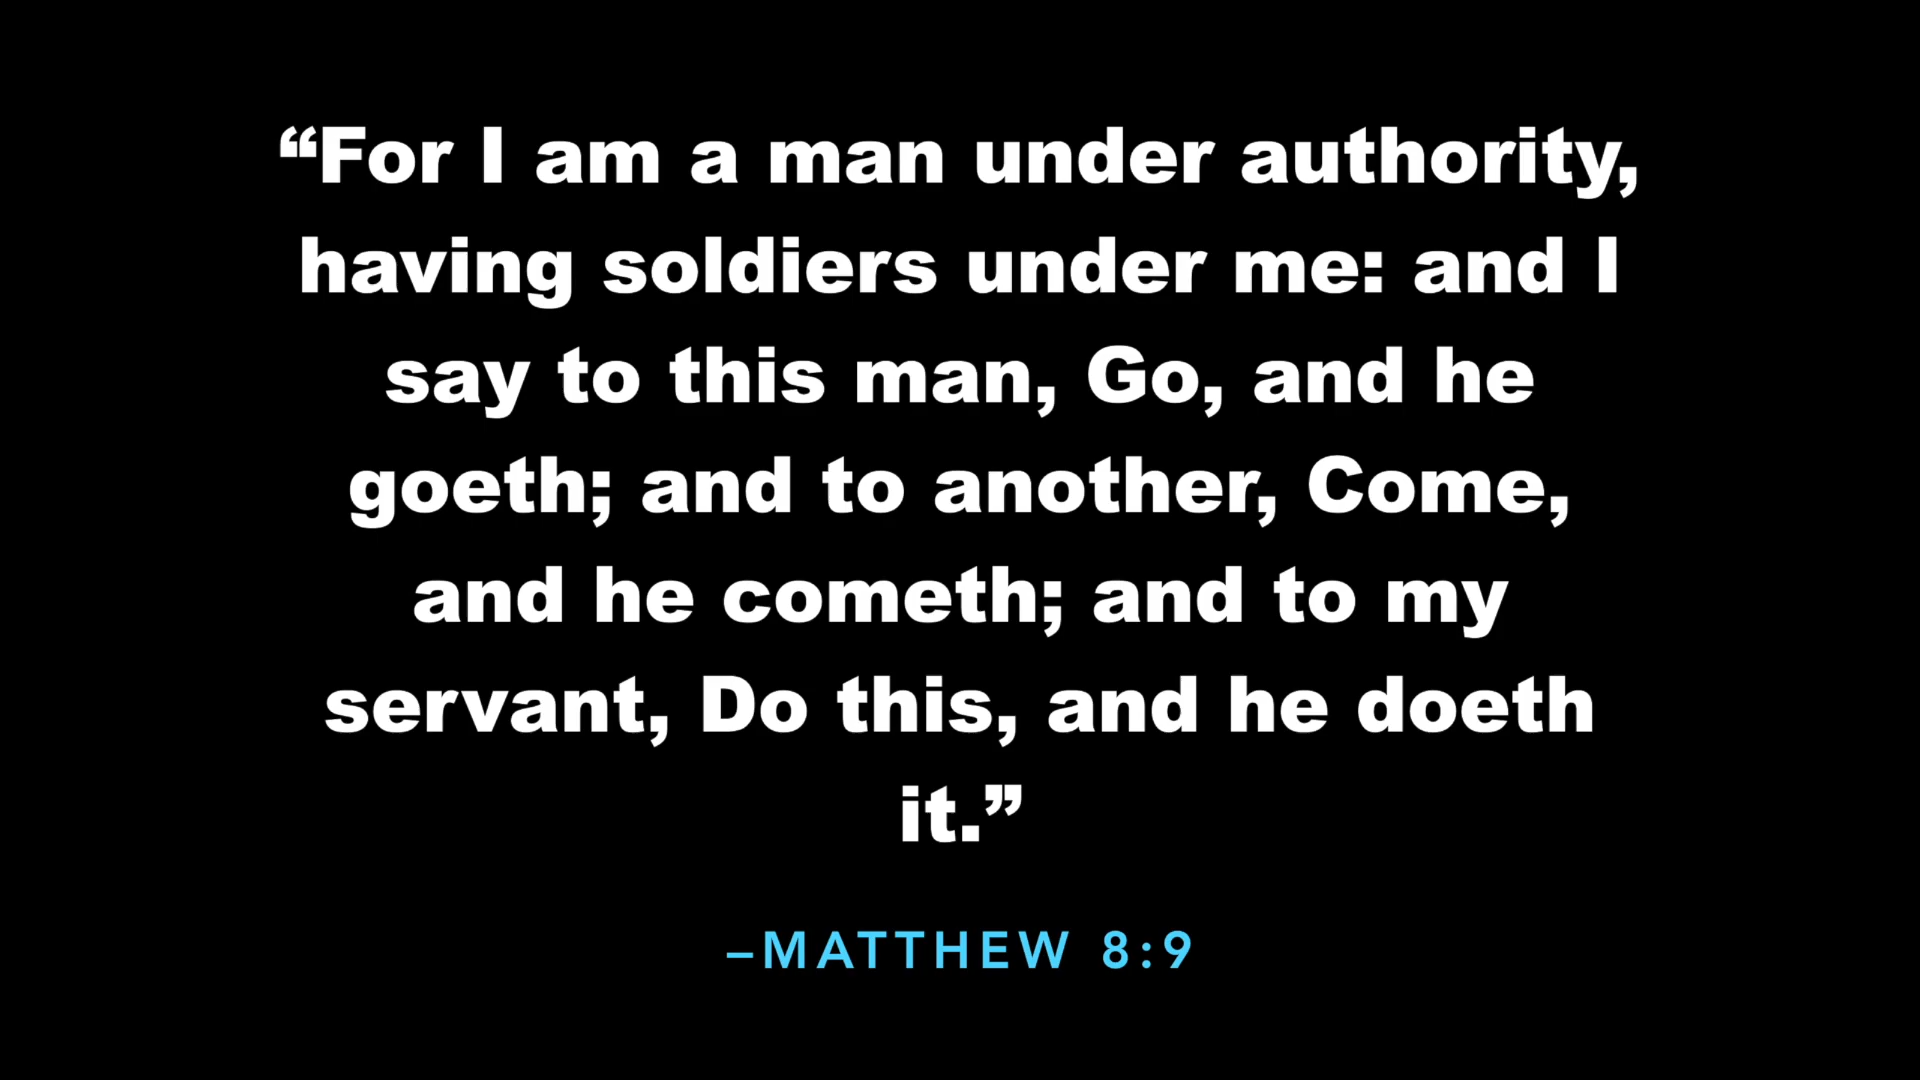 “For I am a man under authority,
having soldiers under me: and I
say to this man, Go, and he
goeth; and to another, Come,
and he cometh; and to my
servant, Do this, and he doeth
it.”
–MATTHEW 8:9